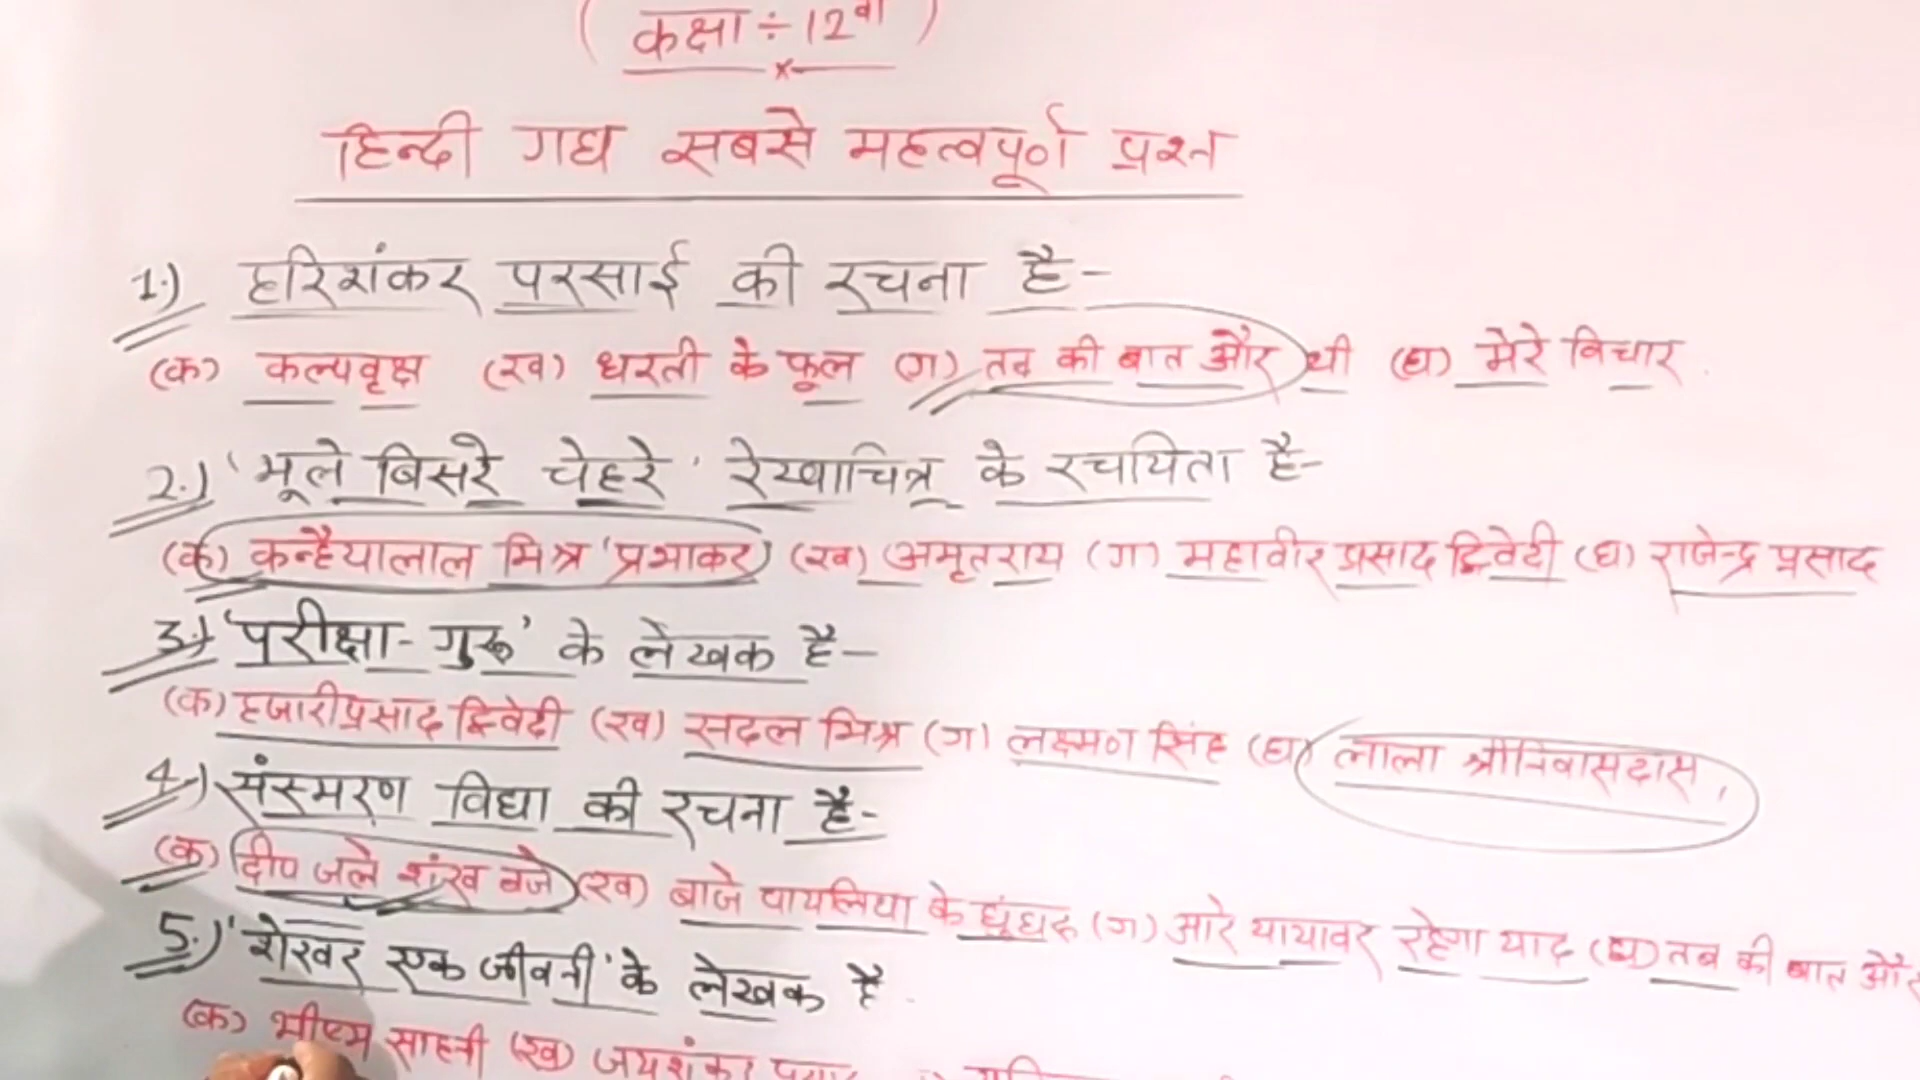 ( कक्षा ÷ 12वीं )
हिन्दी गद्य सबसे महत्वपूर्ण प्रश्न
1.) हरिशंकर परसाई की रचना है-
(क) कल्पवृक्ष (ख) धरती के फूल (ग) तब की बात और थी (घ) मेरे विचार
2.) 'भूले बिसरे चेहरे' रेखाचित्र के रचयिता है-
(क) कन्हैयालाल मिश्र 'प्रभाकर' (ख) अमृतराय (ग) महावीर प्रसाद द्विवेदी (घ) राजेन्द्र प्रसाद
3.) 'परीक्षा-गुरू' के लेखक है-
(क) हजारीप्रसाद द्विवेदी (ख) सदल मिश्र (ग) लक्ष्मण सिंह (घ) लाला श्रीनिवासदास,
4.) संस्मरण विधा की रचना है-
(क) दीप जले शंख बजे (ख) बाजे पायलिया के घुंघरू (ग) अरे यायावर रहेगा याद (घ) तब की बात और
5.) 'शेखर एक जीवनी' के लेखक है
(क) भीष्म साहनी (ख) जयशंकर